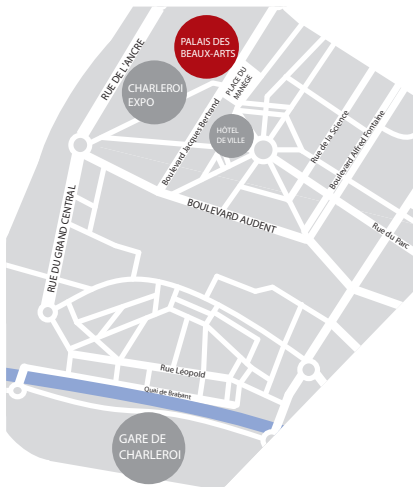 PALAIS DES
BEAUX-ARTS
RUE DE L'ANCRE
CHARLEROI
EXPO
PLACE DU
MANÈGE
Boulevard Jacques Bertrand
HÔTEL
DE VILLE
Rue de la Science
Boulevard Alfred Fontaine
BOULEVARD AUDENT
Rue du Parc
RUE DU GRAND CENTRAL
Rue Léopold
Quai de Brabant
GARE DE
CHARLEROI